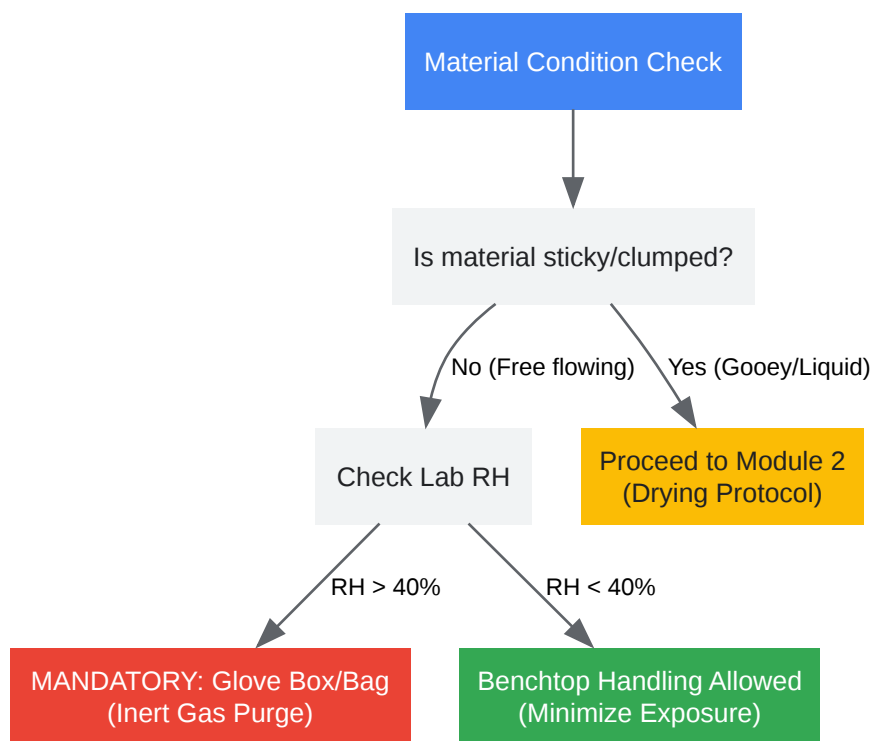 Material Condition Check
Is material sticky/clumped?
No (Free flowing)
Yes (Gooey/Liquid)
Check Lab RH
Proceed to Module 2
(Drying Protocol)
RH > 40%
RH < 40%
MANDATORY: Glove Box/Bag
(Inert Gas Purge)
Benchtop Handling Allowed
(Minimize Exposure)